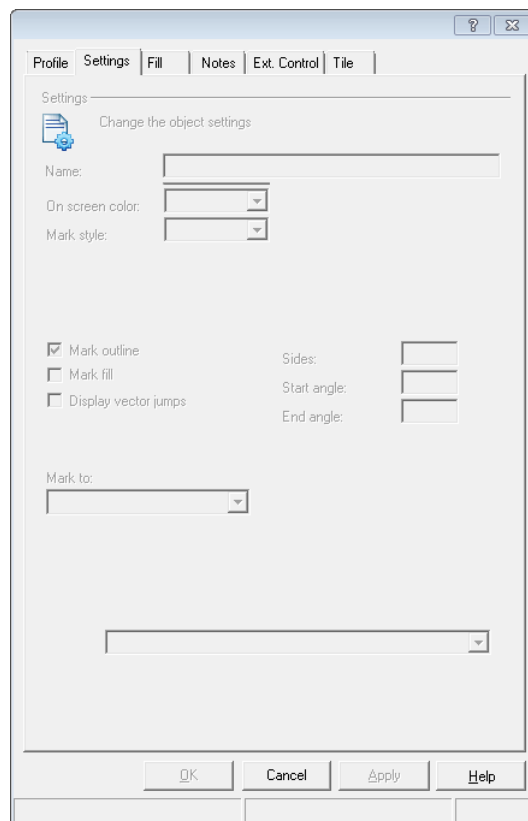 ?
Profile Settings Fill Notes Ext. Control Tile
Settings
Change the object settings
Name:
On screen color:
Mark style:
Mark outline
Mark fill
Display vector jumps
Sides:
Start angle:
End angle:
Mark to:
OK Cancel Apply Help